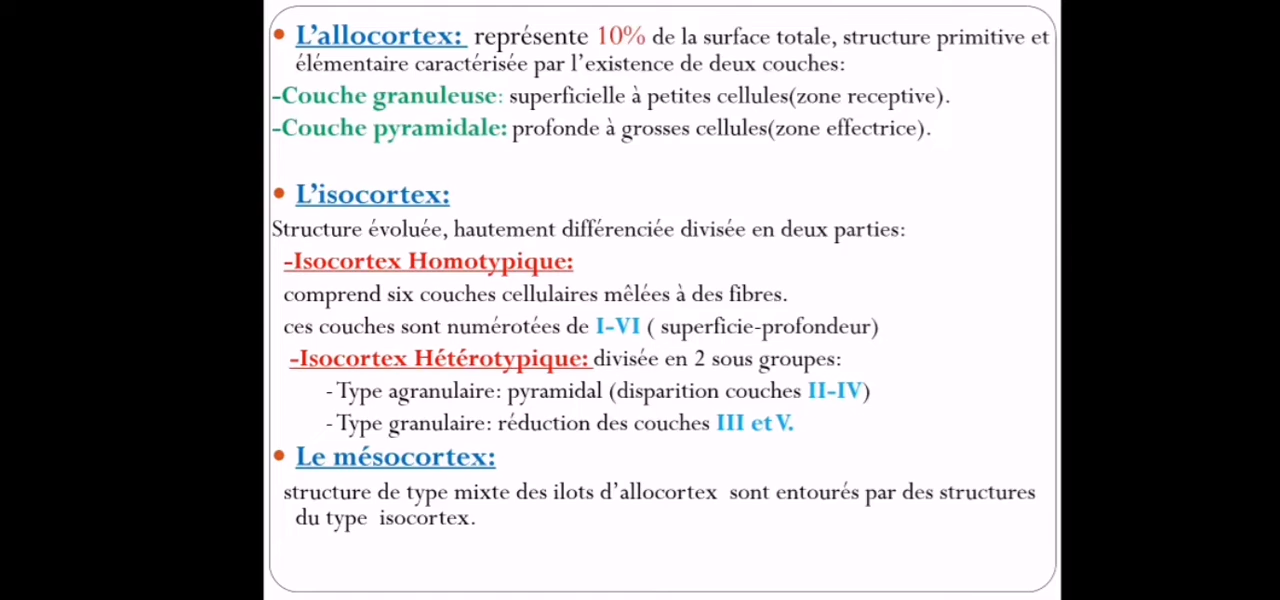 • L'allocortex: représente 10% de la surface totale, structure primitive et
élémentaire caractérisée par l'existence de deux couches:
-Couche granuleuse: superficielle à petites cellules(zone receptive).
-Couche pyramidale: profonde à grosses cellules(zone effectrice).
• L'isocortex:
Structure évoluée, hautement différenciée divisée en deux parties:
-Isocortex Homotypique:
comprend six couches cellulaires mêlées à des fibres.
ces couches sont numérotées de I-VI ( superficie-profondeur)
-Isocortex Hétérotypique: divisée en 2 sous groupes:
- Type agranulaire: pyramidal (disparition couches II-IV)
- Type granulaire: réduction des couches III et V.
• Le mésocortex:
structure de type mixte des ilots d'allocortex sont entourés par des structures
du type isocortex.